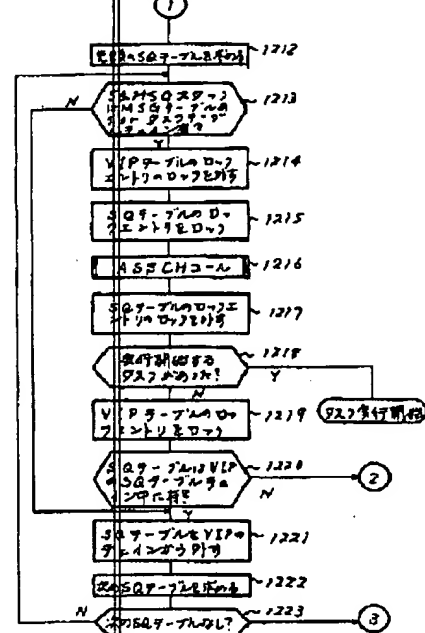 1
のSQテーブルを求める
1212
1213
N
Y
VIPテーブルのロック
エントリのロックを外す
1214
SQテーブルのロッ
クエントリをロック
1215
ASSCHコール
1216
SQテーブルのロックエ
ントリのロックを外す
1217
実行開始する
タスクがあった?
1218
Y
N
タスク実行開始
VIPテーブルのロッ
クエントリをロック
1219
SQテーブルはVIP
のSQテーブルチェ
イン中に有?
1220
N
2
Y
SQテーブルをVIPの
チェインから外す
1221
次のSQテーブルを求める
1222
N
次のSQテーブルなし?
1223
3